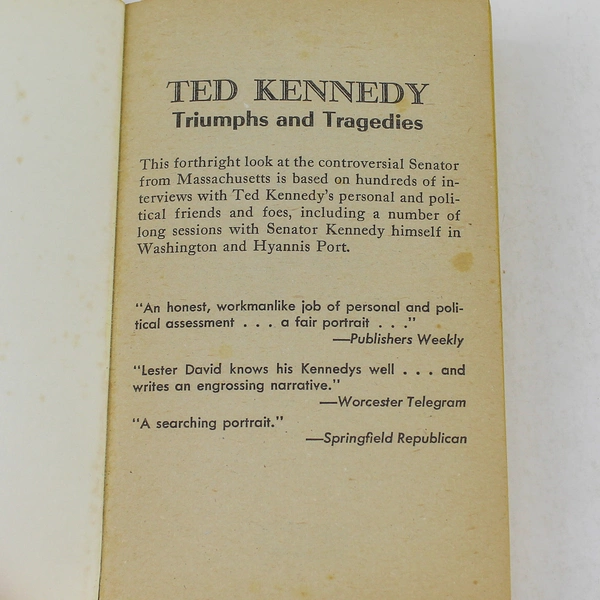 TED KENNEDY
Triumphs and Tragedies
This forthright look at the controversial Senator
from Massachusetts is based on hundreds of in-
terviews with Ted Kennedy's personal and poli-
tical friends and foes, including a number of
long sessions with Senator Kennedy himself in
Washington and Hyannis Port.
"An honest, workmanlike job of personal and poli-
tical assessment . . . a fair portrait . . ."
—Publishers Weekly
"Lester David knows his Kennedys well . . . and
writes an engrossing narrative."
—Worcester Telegram
"A searching portrait."
—Springfield Republican